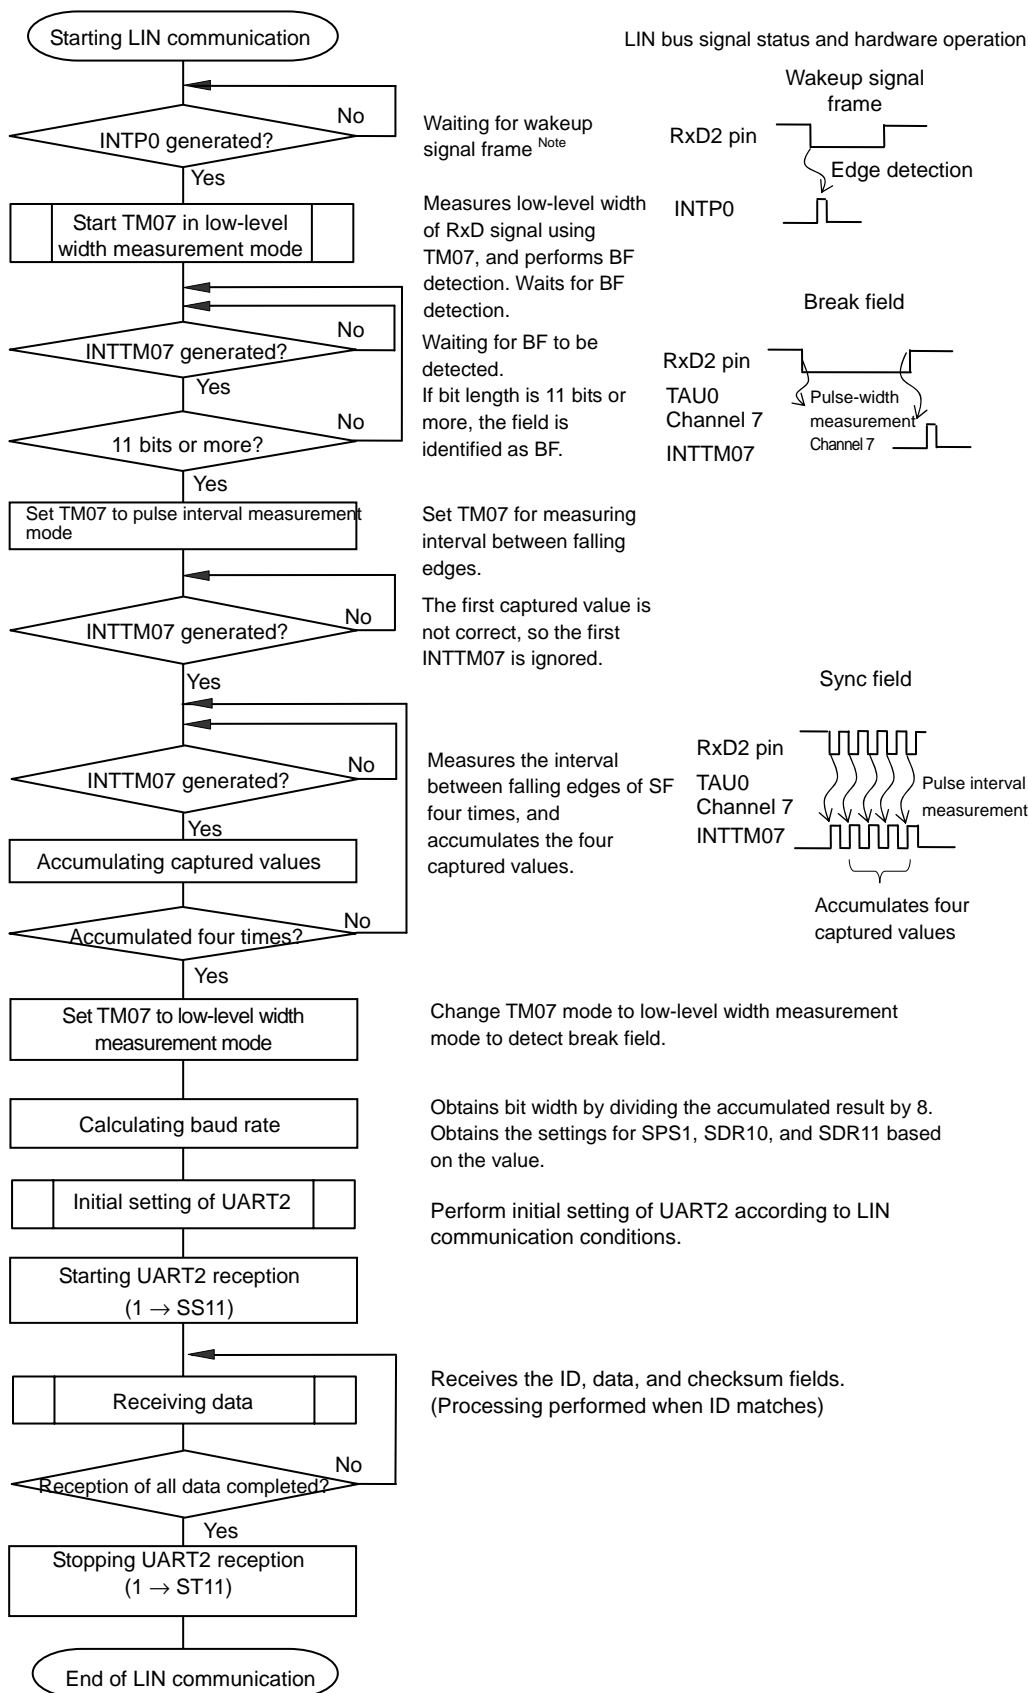 Starting LIN communication
LIN bus signal status and hardware operation
No
INTP0 generated?
Yes
Waiting for wakeup
signal frame Note
Wakeup signal
frame
RxD2 pin
Edge detection
INTP0
Start TM07 in low-level
width measurement mode
Measures low-level width
of RxD signal using
TM07, and performs BF
detection. Waits for BF
detection.
No
INTTM07 generated?
Yes
Waiting for BF to be
detected.
If bit length is 11 bits or
more, the field is
identified as BF.
No
11 bits or more?
Yes
Break field
RxD2 pin
TAU0
Channel 7
INTTM07
Pulse-width
measurement
Channel 7
Set TM07 to pulse interval measurement
mode
Set TM07 for measuring
interval between falling
edges.
No
INTTM07 generated?
Yes
The first captured value is
not correct, so the first
INTTM07 is ignored.
No
INTTM07 generated?
Yes
Accumulating captured values
No
Accumulated four times?
Yes
Measures the interval
between falling edges of SF
four times, and
accumulates the four
captured values.
Sync field
RxD2 pin
TAU0
Channel 7
INTTM07
Pulse interval
measurement
Accumulates four
captured values
Set TM07 to low-level width
measurement mode
Change TM07 mode to low-level width measurement
mode to detect break field.
Calculating baud rate
Obtains bit width by dividing the accumulated result by 8.
Obtains the settings for SPS1, SDR10, and SDR11 based
on the value.
Initial setting of UART2
Perform initial setting of UART2 according to LIN
communication conditions.
Starting UART2 reception
(1 → SS11)
Receiving data
Receives the ID, data, and checksum fields.
(Processing performed when ID matches)
No
Reception of all data completed?
Yes
Stopping UART2 reception
(1 → ST11)
End of LIN communication